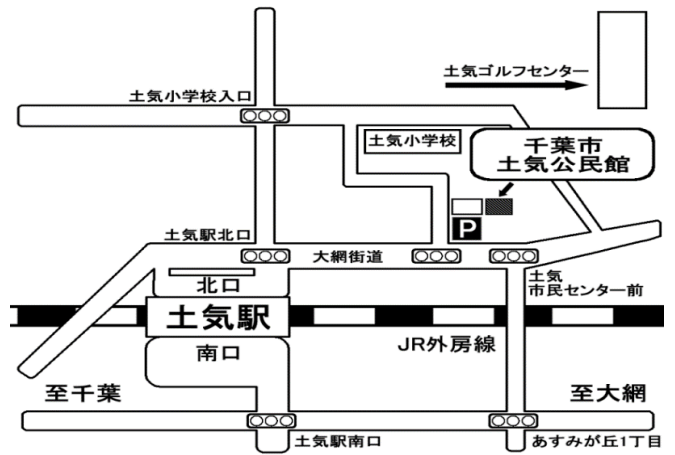 土気ゴルフセンター
土気小学校入口
土気小学校
千葉市
土気公民館
P
土気駅北口
大網街道
土気
市民センター前
北口
土気駅
JR外房線
南口
至千葉
至大網
土気駅南口
あすみが丘1丁目